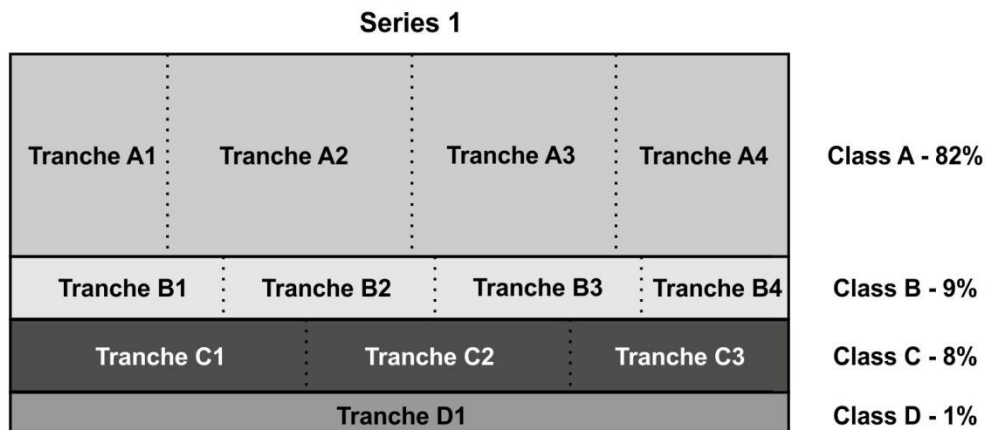 Series 1
Tranche A1 Tranche A2 Tranche A3 Tranche A4 Class A - 82%
Tranche B1 Tranche B2 Tranche B3 Tranche B4 Class B - 9%
Tranche C1 Tranche C2 Tranche C3 Class C - 8%
Tranche D1 Class D - 1%